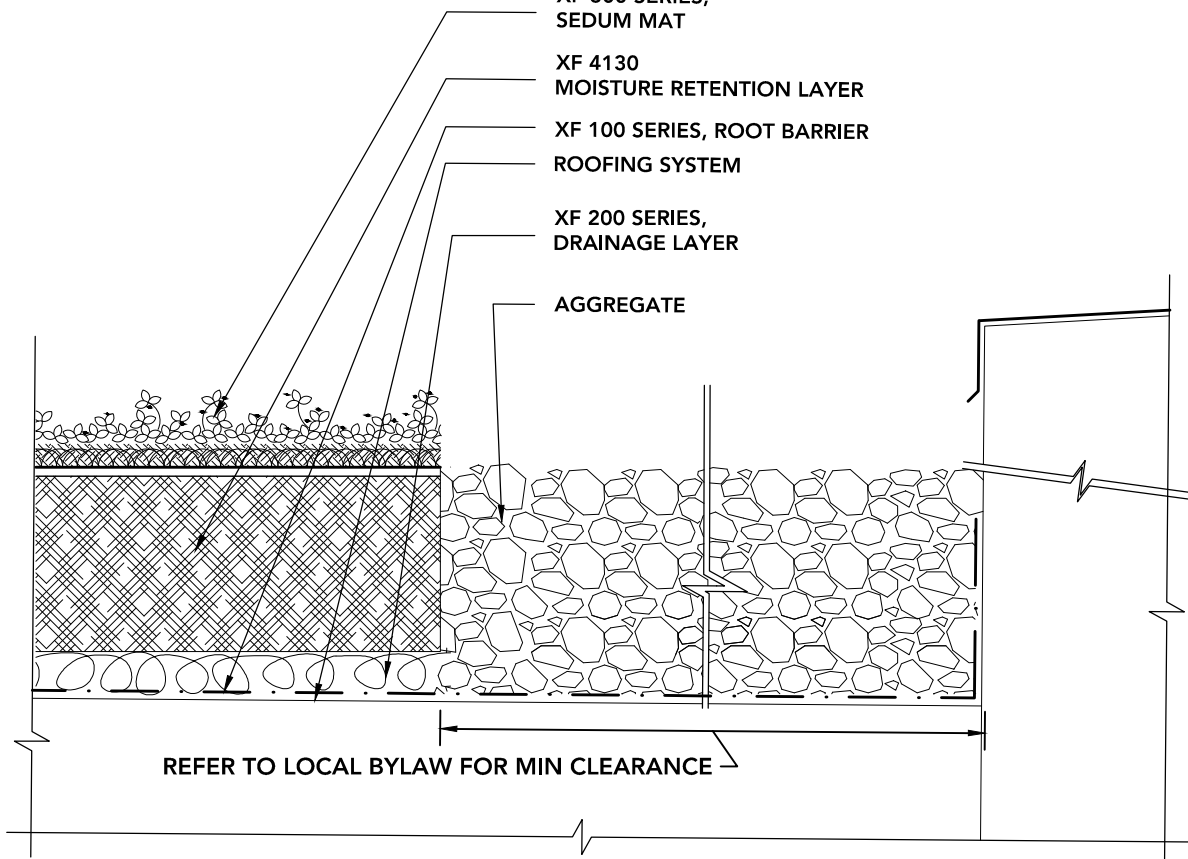 SERIES,
SEDUM MAT
XF 4130
MOISTURE RETENTION LAYER
XF 100 SERIES, ROOT BARRIER
ROOFING SYSTEM
XF 200 SERIES,
DRAINAGE LAYER
AGGREGATE
REFER TO LOCAL BYLAW FOR MIN CLEARANCE